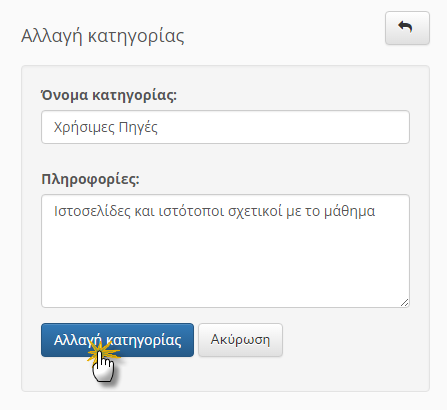 Αλλαγή κατηγορίας
Όνομα κατηγορίας:
Χρήσιμες Πηγές
Πληροφορίες:
Ιστοσελίδες και ιστότοποι σχετικοί με το μάθημα
Αλλαγή κατηγορίας
Ακύρωση